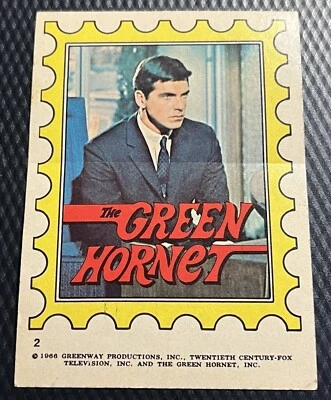 The
GREEN
HORNET
2
© 1966 GREENWAY PRODUCTIONS, INC., TWENTIETH CENTURY-FOX
TELEVISION, INC. AND THE GREEN HORNET, INC.